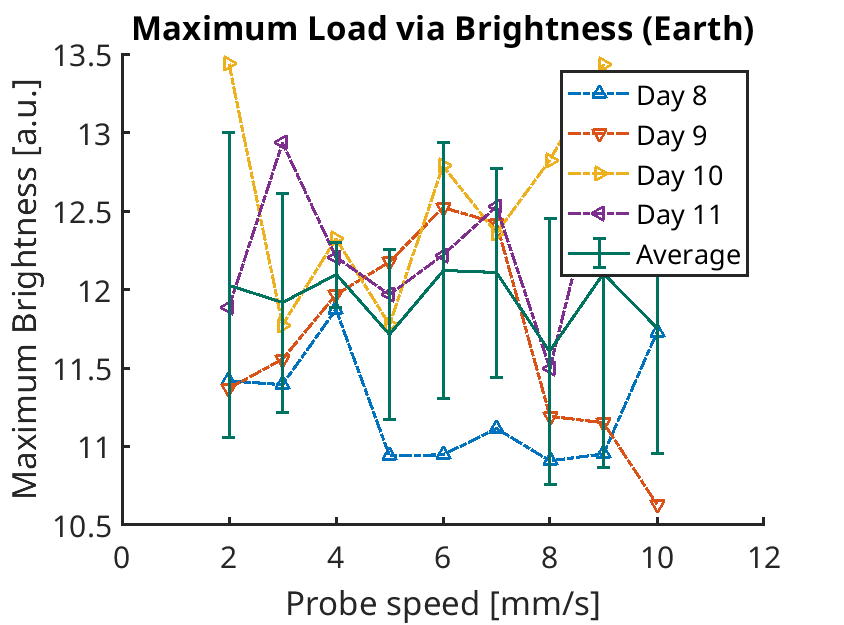 Maximum Load via Brightness (Earth)
Maximum Brightness [a.u.]
13.5
13
12.5
12
11.5
11
10.5
0 2 4 6 8 10 12
Probe speed [mm/s]
Day 8
Day 9
Day 10
Day 11
Average